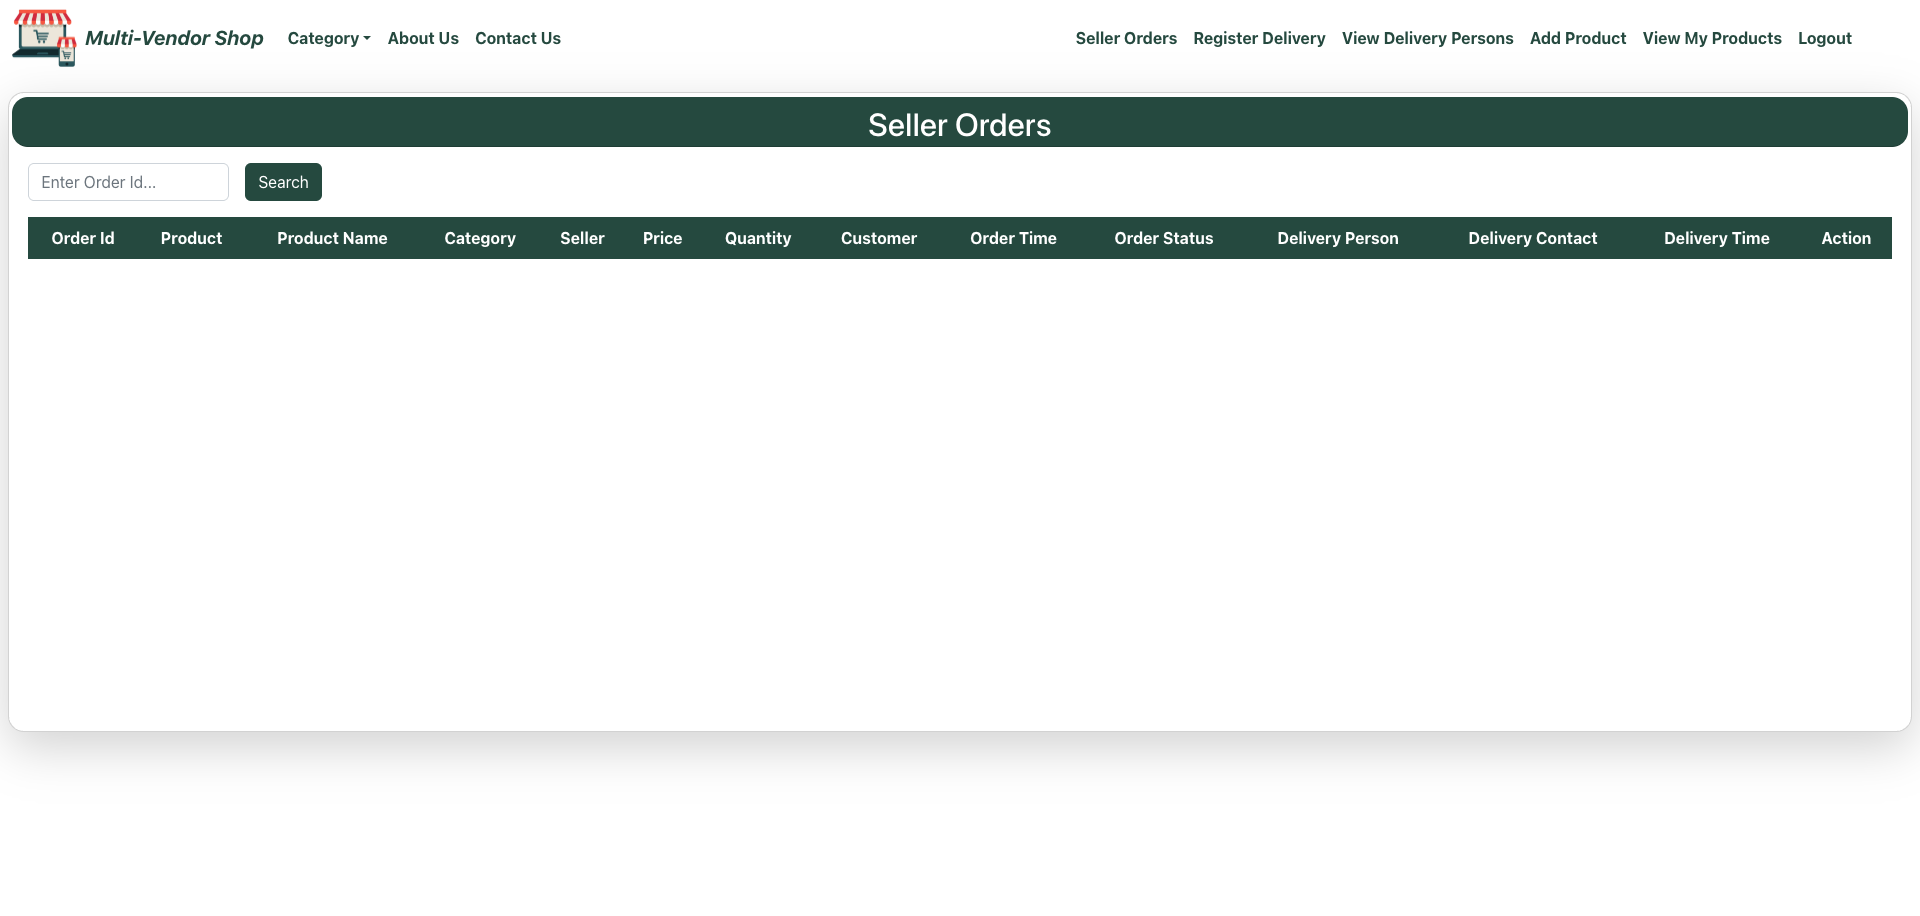 Multi-Vendor Shop Category About Us Contact Us Seller Orders Register Delivery View Delivery Persons Add Product View My Products Logout
Seller Orders
Enter Order Id... Search
Order Id Product Product Name Category Seller Price Quantity Customer Order Time Order Status Delivery Person Delivery Contact Delivery Time Action